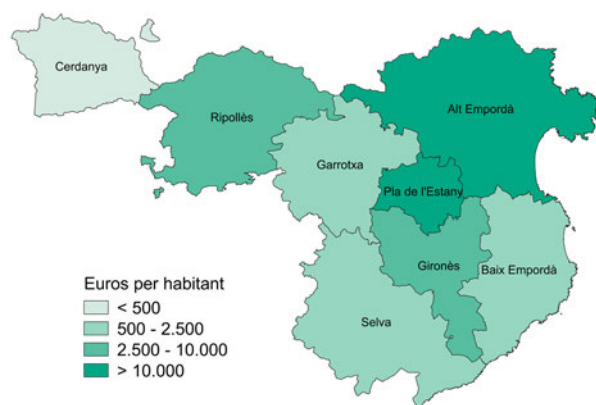 Cerdanya
Ripollès
Alt Empordà
Garrotxa
Pla de l'Estany
Gironès
Baix Empordà
Selva
Euros per habitant
< 500
500 - 2.500
2.500 - 10.000
> 10.000